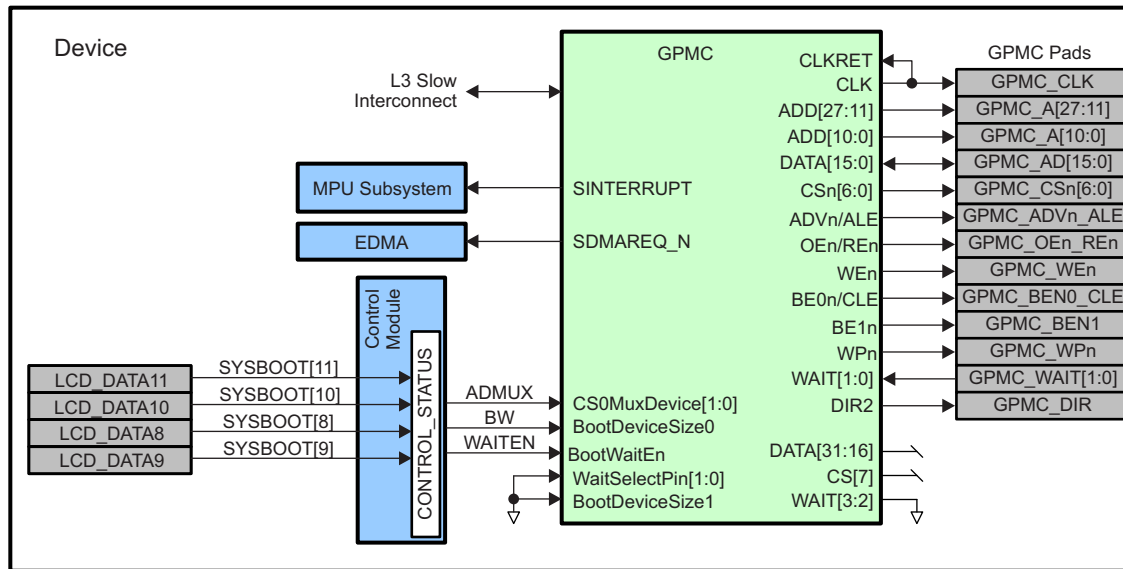 Device
L3 Slow
Interconnect
MPU Subsystem
EDMA
Control
Module
CONTROL_STATUS
LCD_DATA11
LCD_DATA10
LCD_DATA8
LCD_DATA9
SYSBOOT[11]
SYSBOOT[10]
SYSBOOT[8]
SYSBOOT[9]
ADMUX
BW
WAITEN
GPMC
SINTERRUPT
SDMAREQ_N
CS0MuxDevice[1:0]
BootDeviceSize0
BootWaitEn
WaitSelectPin[1:0]
BootDeviceSize1
CLKRET
CLK
ADD[27:11]
ADD[10:0]
DATA[15:0]
CSn[6:0]
ADVn/ALE
OEn/REn
WEn
BE0n/CLE
BE1n
WPn
WAIT[1:0]
DIR2
DATA[31:16]
CS[7]
WAIT[3:2]
GPMC Pads
GPMC_CLK
GPMC_A[27:11]
GPMC_A[10:0]
GPMC_AD[15:0]
GPMC_CSn[6:0]
GPMC_ADVn_ALE
GPMC_OEn_REn
GPMC_WEn
GPMC_BEN0_CLE
GPMC_BEN1
GPMC_WPn
GPMC_WAIT[1:0]
GPMC_DIR